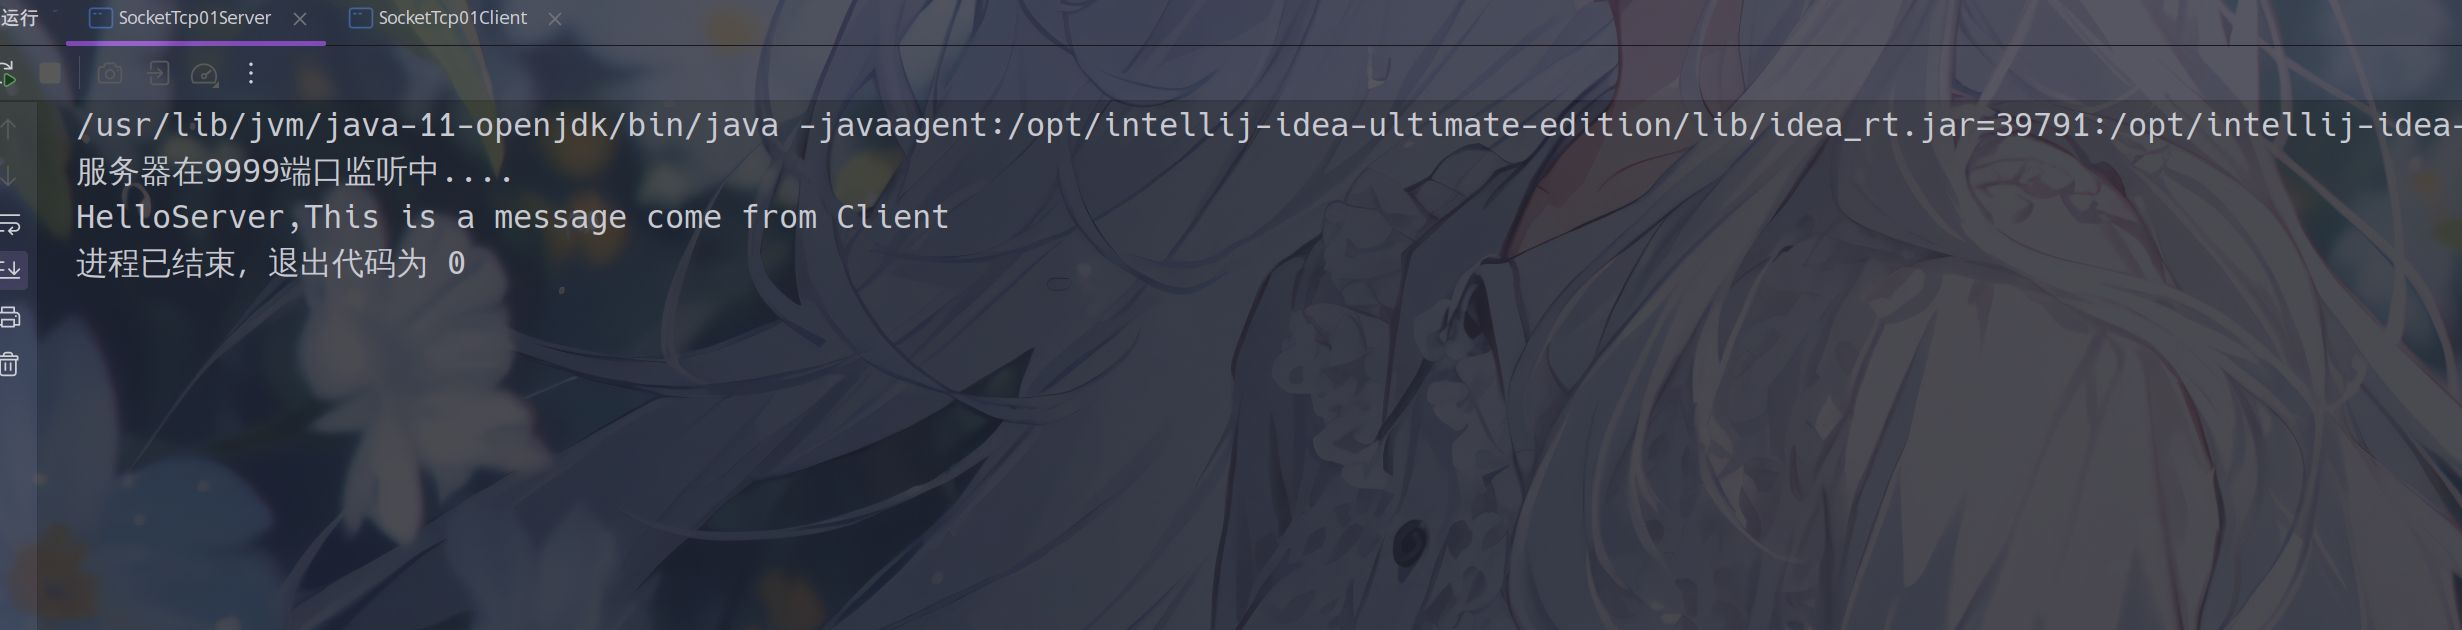 运行
SocketTcp01Server
SocketTcp01Client
/usr/lib/jvm/java-11-openjdk/bin/java -javaagent:/opt/intellij-idea-ultimate-edition/lib/idea_rt.jar=39791:/opt/intellij-idea-
服务器在9999端口监听中....
HelloServer,This is a message come from Client
进程已结束, 退出代码为 0